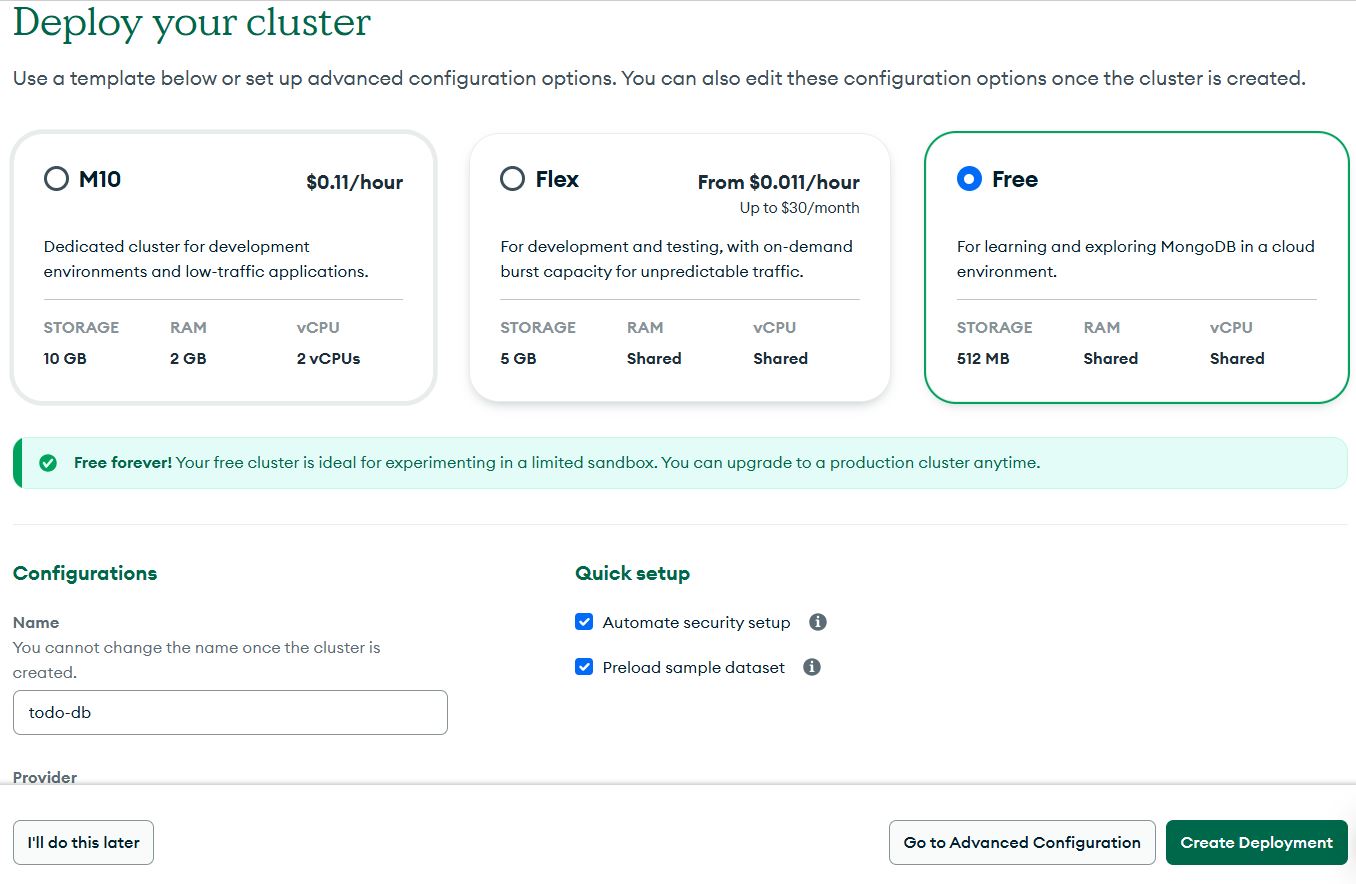 Deploy your cluster
Use a template below or set up advanced configuration options. You can also edit these configuration options once the cluster is created.
M10
$0.11/hour
Dedicated cluster for development
environments and low-traffic applications.
STORAGE RAM vCPU
10 GB 2 GB 2 vCPUs
Flex
From $0.011/hour
Up to $30/month
For development and testing, with on-demand
burst capacity for unpredictable traffic.
STORAGE RAM vCPU
5 GB Shared Shared
Free
For learning and exploring MongoDB in a cloud
environment.
STORAGE RAM vCPU
512 MB Shared Shared
Free forever! Your free cluster is ideal for experimenting in a limited sandbox. You can upgrade to a production cluster anytime.
Configurations
Name
You cannot change the name once the cluster is
created.
todo-db
Provider
Quick setup
Automate security setup
Preload sample dataset
I'll do this later
Go to Advanced Configuration
Create Deployment